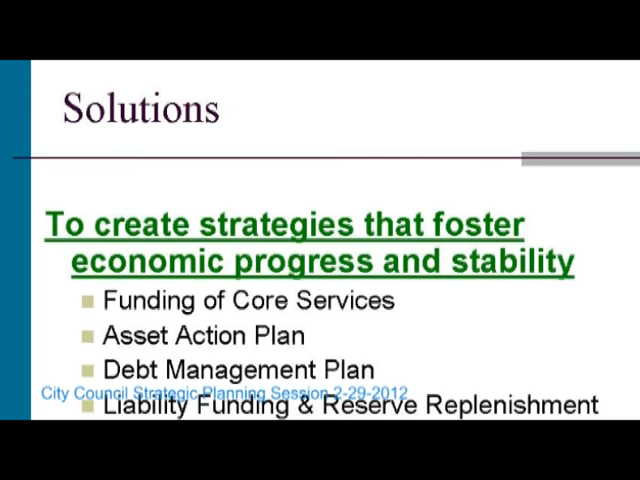 Solutions
To create strategies that foster
economic progress and stability
Funding of Core Services
Asset Action Plan
Debt Management Plan
City Council Strategic Planning Session 2-29-2012
Liability Funding & Reserve Replenishment